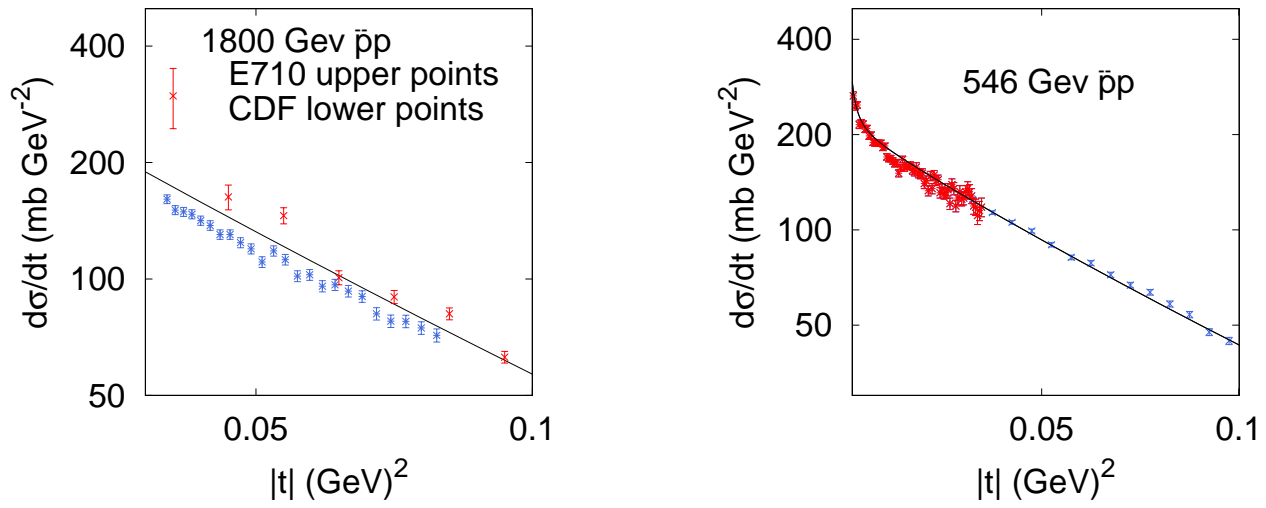 400
200
100
50
dσ/dt (mb GeV⁻²)
1800 Gev p̄p
E710 upper points
CDF lower points
0.05
0.1
|t| (GeV)²
400
200
100
50
dσ/dt (mb GeV⁻²)
546 Gev p̄p
0.05
0.1
|t| (GeV)²